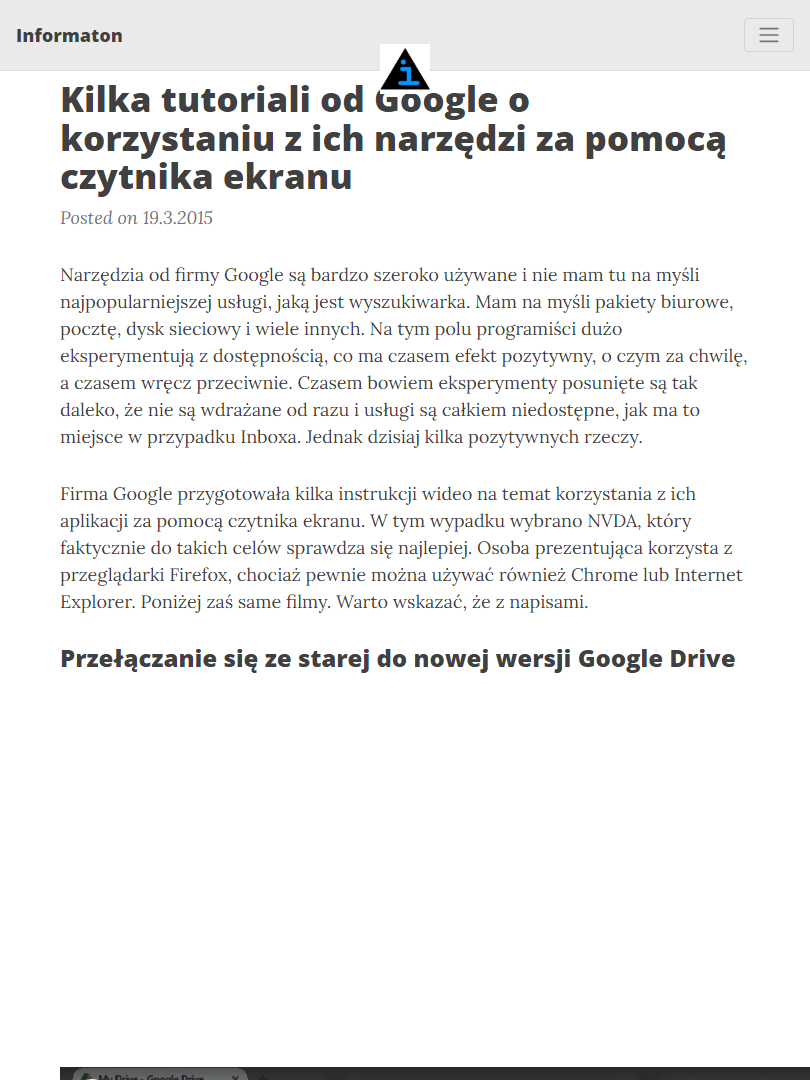 Informaton
Kilka tutoriali od Google o
korzystaniu z ich narzędzi za pomocą
czytnika ekranu
Posted on 19.3.2015
Narzędzia od firmy Google są bardzo szeroko używane i nie mam tu na myśli
najpopularniejszej usługi, jaką jest wyszukiwarka. Mam na myśli pakiety biurowe,
pocztę, dysk sieciowy i wiele innych. Na tym polu programiści dużo
eksperymentują z dostępnością, co ma czasem efekt pozytywny, o czym za chwilę,
a czasem wręcz przeciwnie. Czasem bowiem eksperymenty posunięte są tak
daleko, że nie są wdrażane od razu i usługi są całkiem niedostępne, jak ma to
miejsce w przypadku Inboxa. Jednak dzisiaj kilka pozytywnych rzeczy.
Firma Google przygotowała kilka instrukcji wideo na temat korzystania z ich
aplikacji za pomocą czytnika ekranu. W tym wypadku wybrano NVDA, który
faktycznie do takich celów sprawdza się najlepiej. Osoba prezentująca korzysta z
przeglądarki Firefox, chociaż pewnie można używać również Chrome lub Internet
Explorer. Poniżej zaś same filmy. Warto wskazać, że z napisami.
Przełączanie się ze starej do nowej wersji Google Drive
My Drive - Google Drive